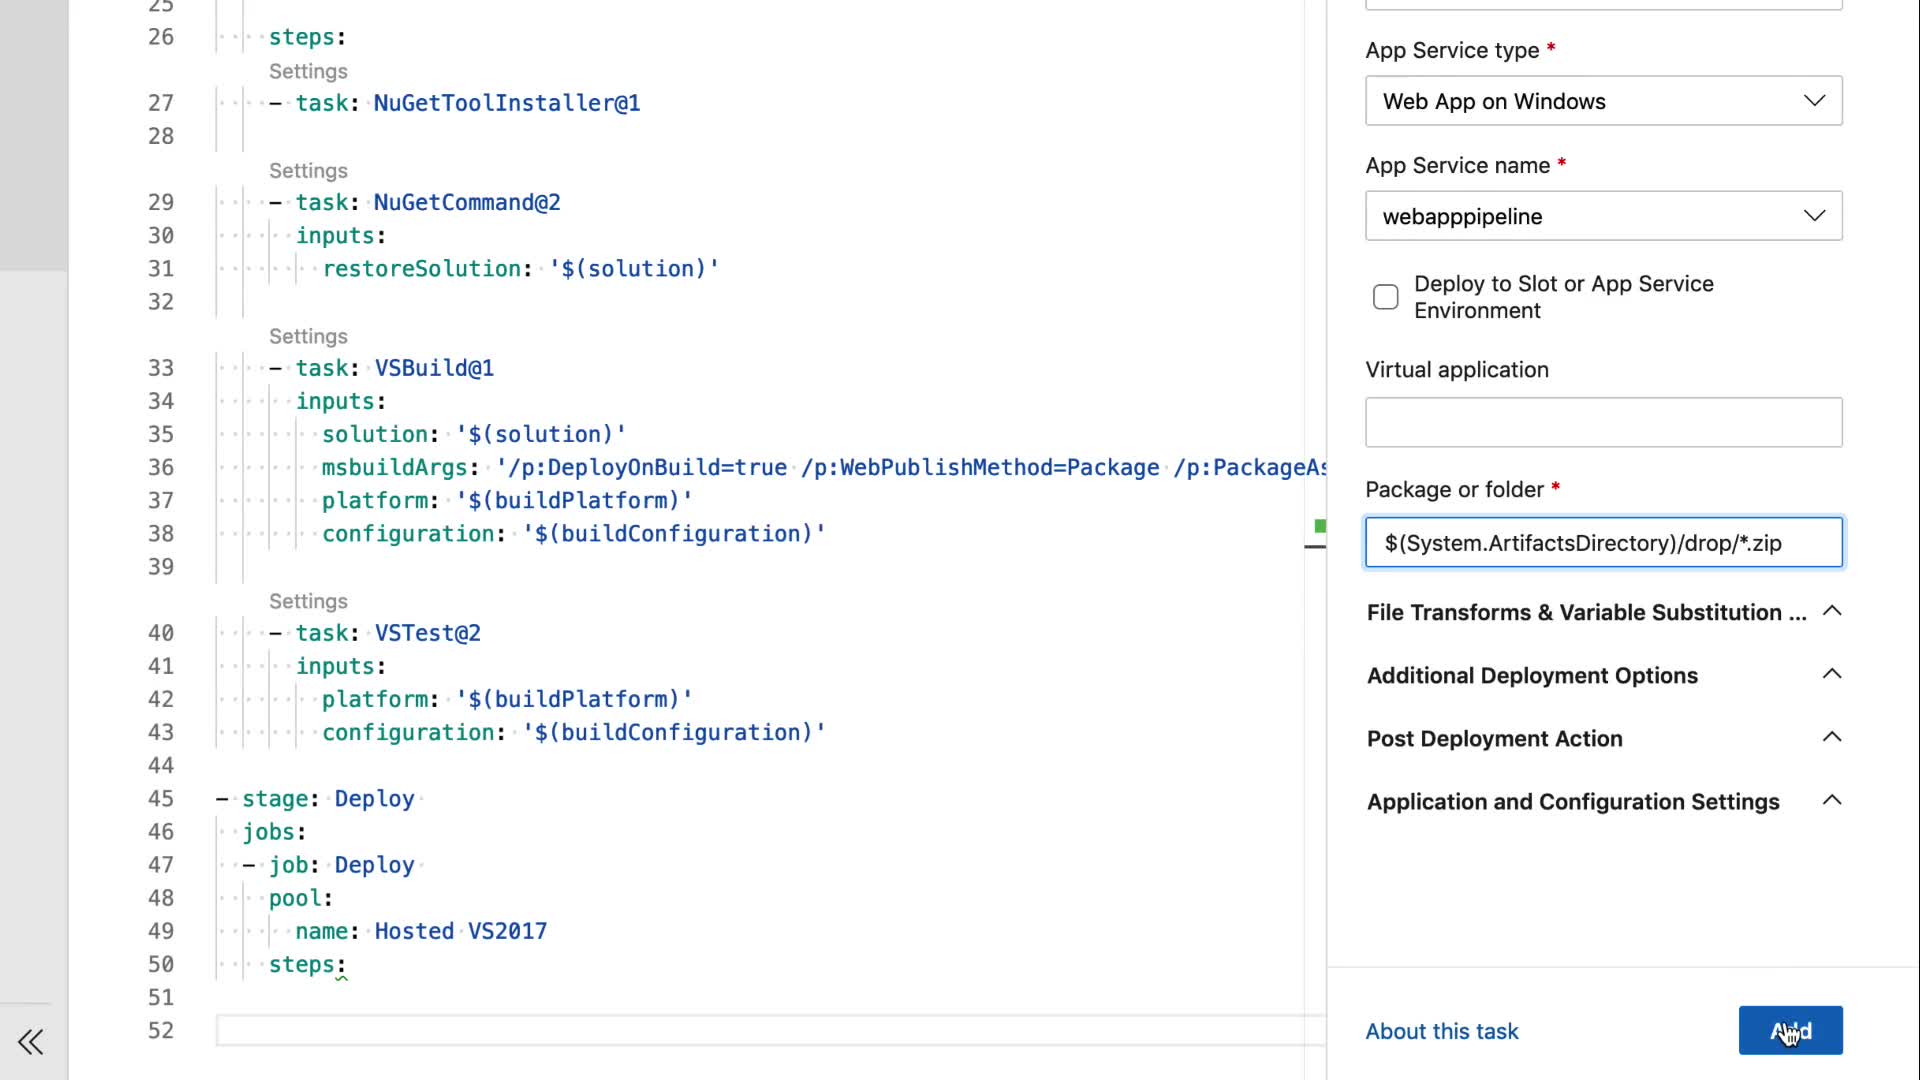 25
26 steps:
Settings
27 - task: NuGetToolInstaller@1
28
Settings
29 - task: NuGetCommand@2
30 inputs:
31 restoreSolution: '$(solution)'
32
Settings
33 - task: VSBuild@1
34 inputs:
35 solution: '$(solution)'
36 msbuildArgs: '/p:DeployOnBuild=true /p:WebPublishMethod=Package /p:PackageAs
37 platform: '$(buildPlatform)'
38 configuration: '$(buildConfiguration)'
39
Settings
40 - task: VSTest@2
41 inputs:
42 platform: '$(buildPlatform)'
43 configuration: '$(buildConfiguration)'
44
45 - stage: Deploy
46 jobs:
47 - job: Deploy
48 pool:
49 name: Hosted VS2017
50 steps:
51
52
App Service type *
Web App on Windows
App Service name *
webapppipeline
Deploy to Slot or App Service
Environment
Virtual application
Package or folder *
$(System.ArtifactsDirectory)/drop/*.zip
File Transforms & Variable Substitution ...
Additional Deployment Options
Post Deployment Action
Application and Configuration Settings
About this task
Add